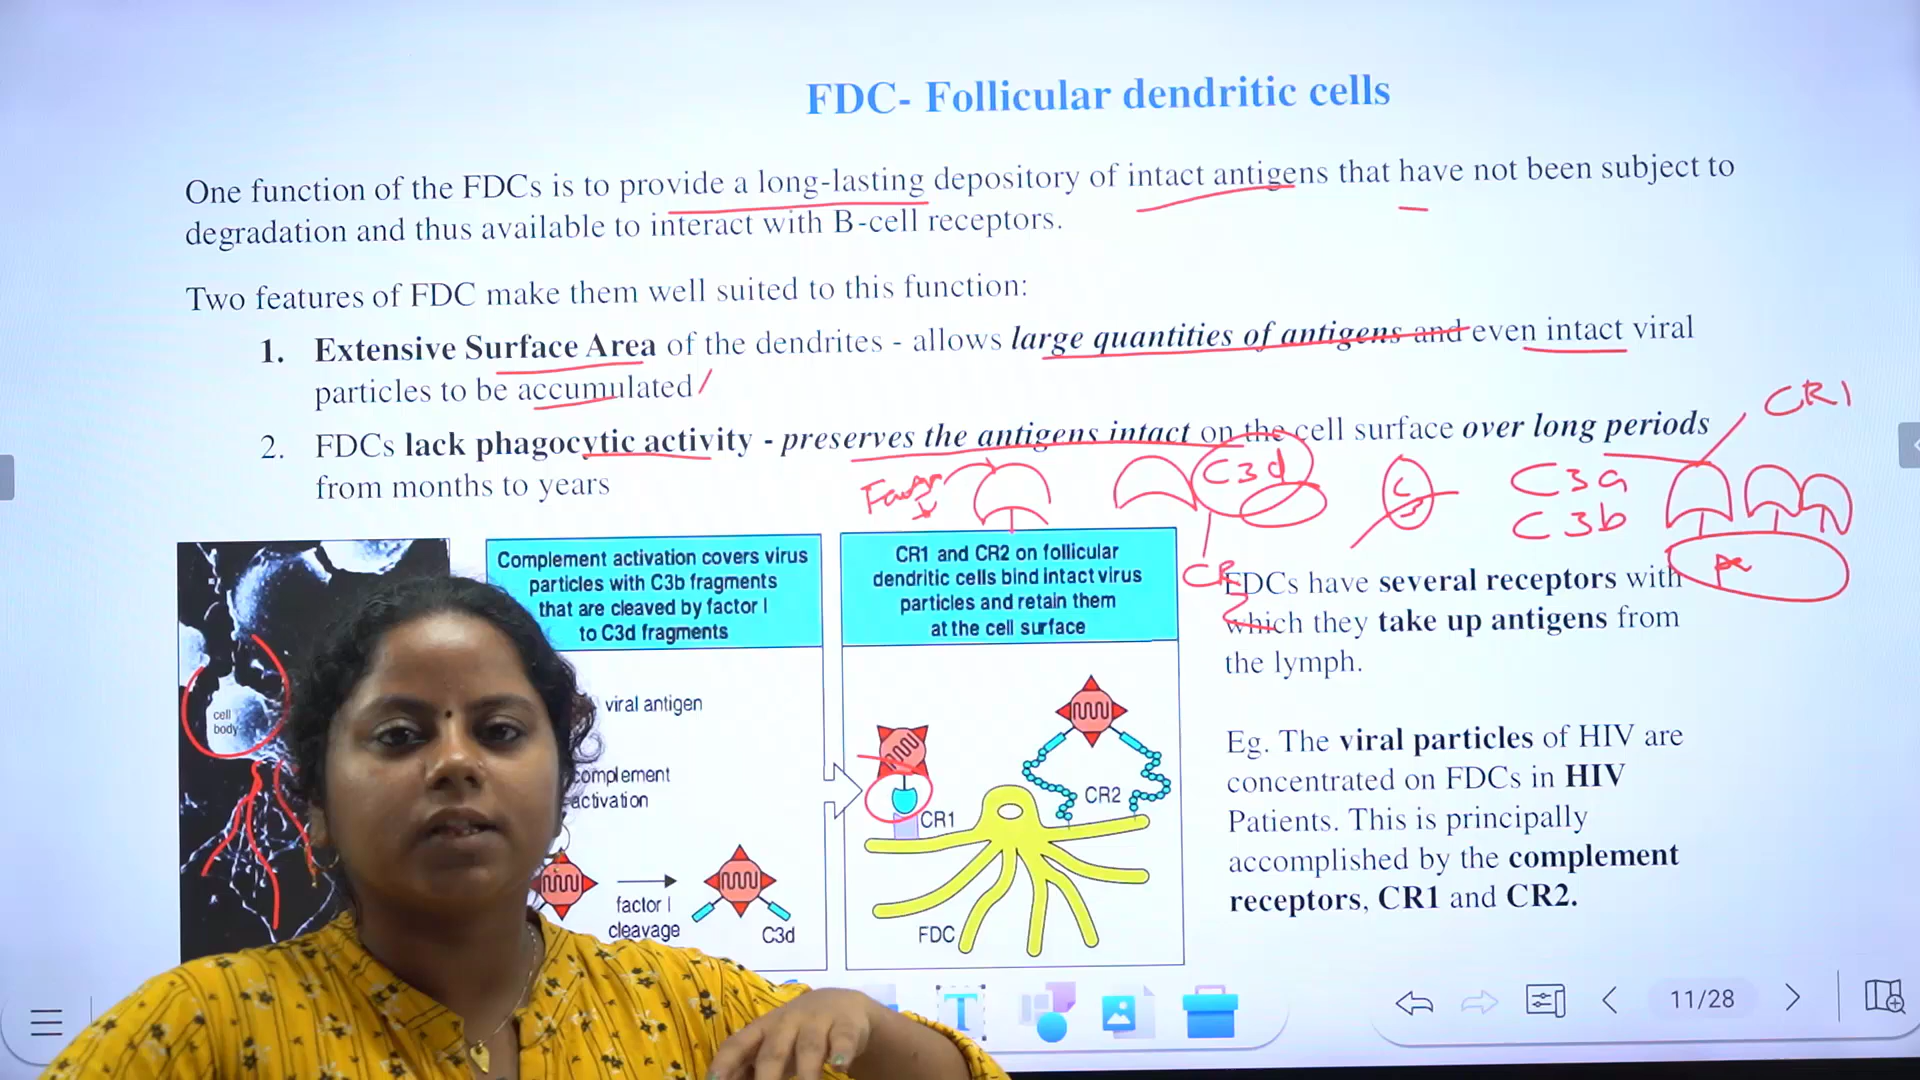 FDC- Follicular dendritic cells
One function of the FDCs is to provide a long-lasting depository of intact antigens that have not been subject to
degradation and thus available to interact with B-cell receptors.
Two features of FDC make them well suited to this function:
1. Extensive Surface Area of the dendrites - allows large quantities of antigens and even intact viral
particles to be accumulated
CR1
2. FDCs lack phagocytic activity - preserves the antigens intact on the cell surface over long periods
from months to years
C3d
C3a
C3b
Complement activation covers virus
particles with C3b fragments
that are cleaved by factor I
to C3d fragments
CR1 and CR2 on follicular
dendritic cells bind intact virus
particles and retain them
at the cell surface
FDCs have several receptors with
which they take up antigens from
the lymph.
cell
body
viral antigen
complement
activation
factor I
cleavage
C3d
CR1
CR2
FDC
Eg. The viral particles of HIV are
concentrated on FDCs in HIV
Patients. This is principally
accomplished by the complement
receptors, CR1 and CR2.
T
11/28